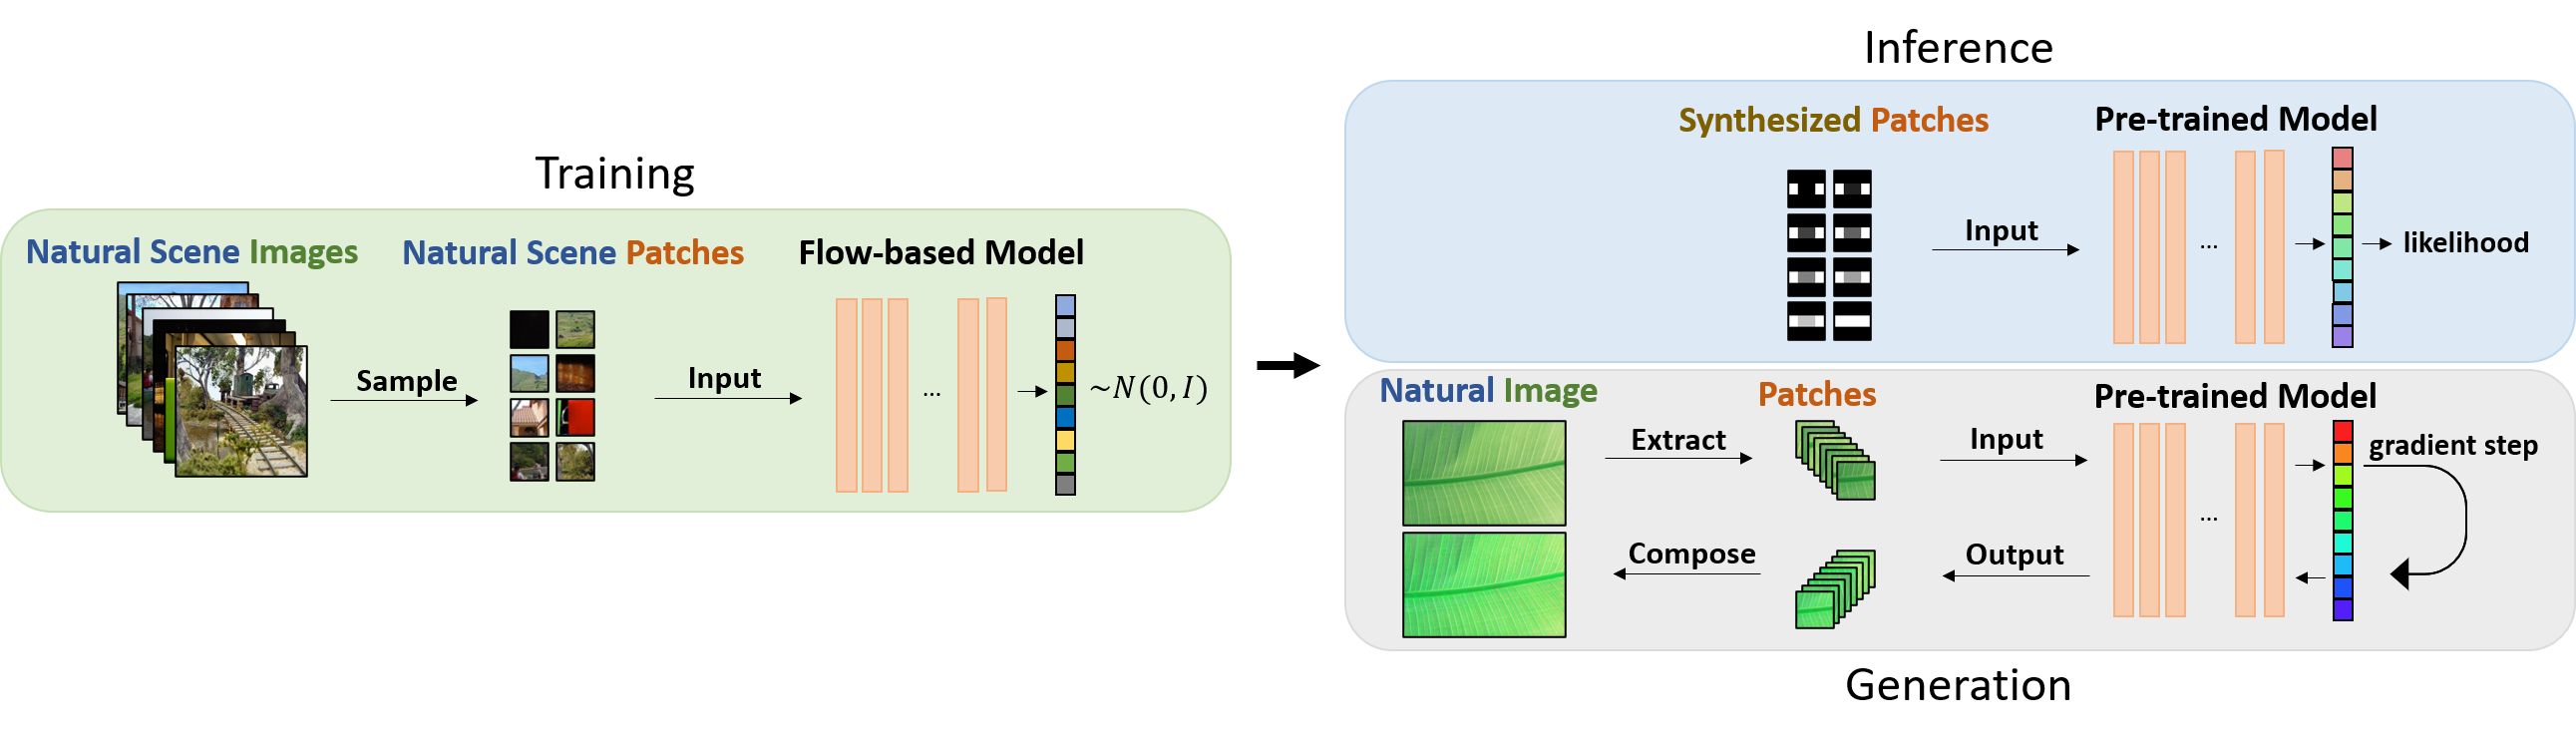 Training
Natural Scene Images
Natural Scene Patches
Flow-based Model
Sample
Input
...
~N(0, I)
Inference
Synthesized Patches
Pre-trained Model
Input
...
likelihood
Natural Image
Patches
Pre-trained Model
Extract
Input
gradient step
...
Compose
Output
Generation